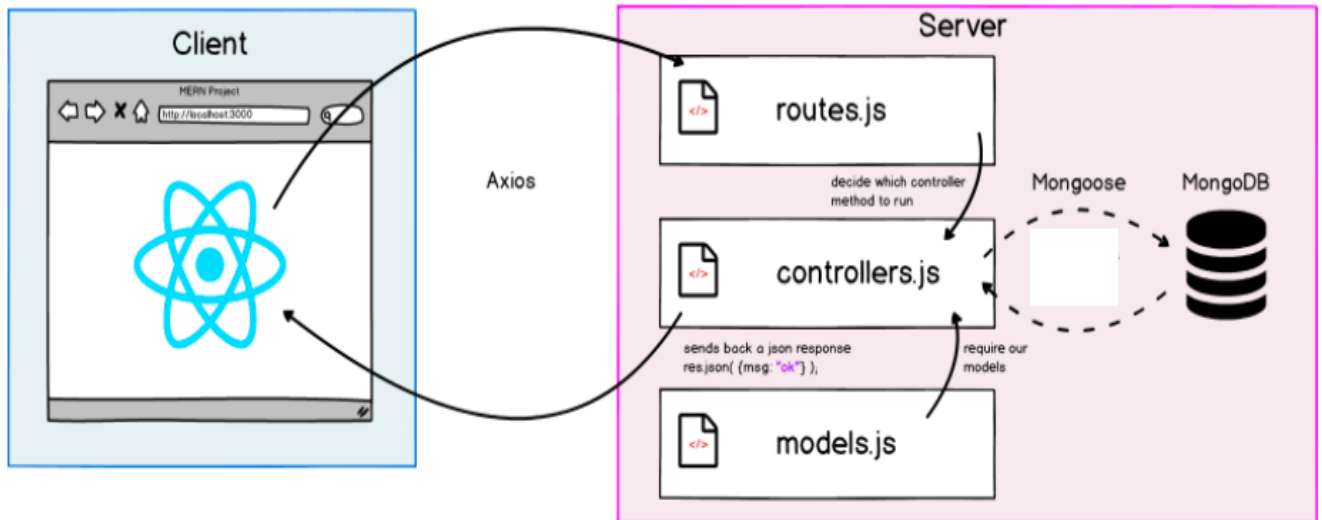 Client
MERN Project
http://localhost:3000
Axios
Server
</>
routes.js
decide which controller
method to run
Mongoose
MongoDB
</>
controllers.js
sends back a json response
res.json( {msg: "ok"} );
require our
models
</>
models.js